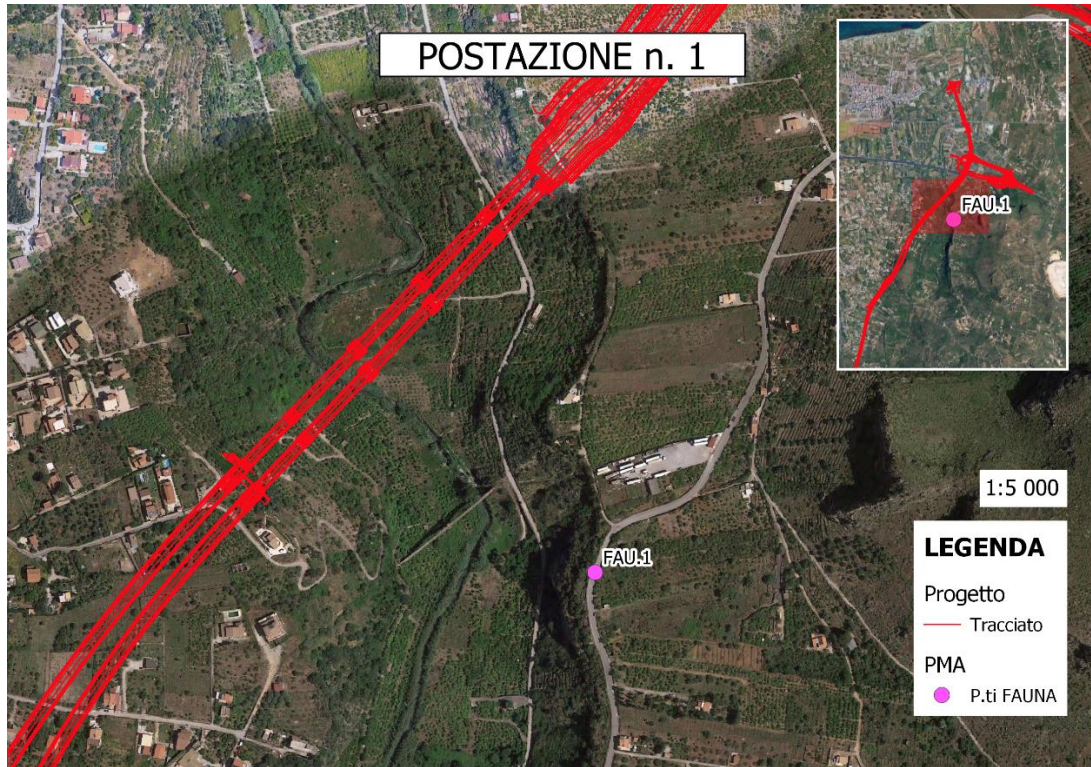 POSTAZIONE n. 1
FAU.1
FAU.1
1:5 000
LEGENDA
Progetto
Tracciato
PMA
P.ti FAUNA